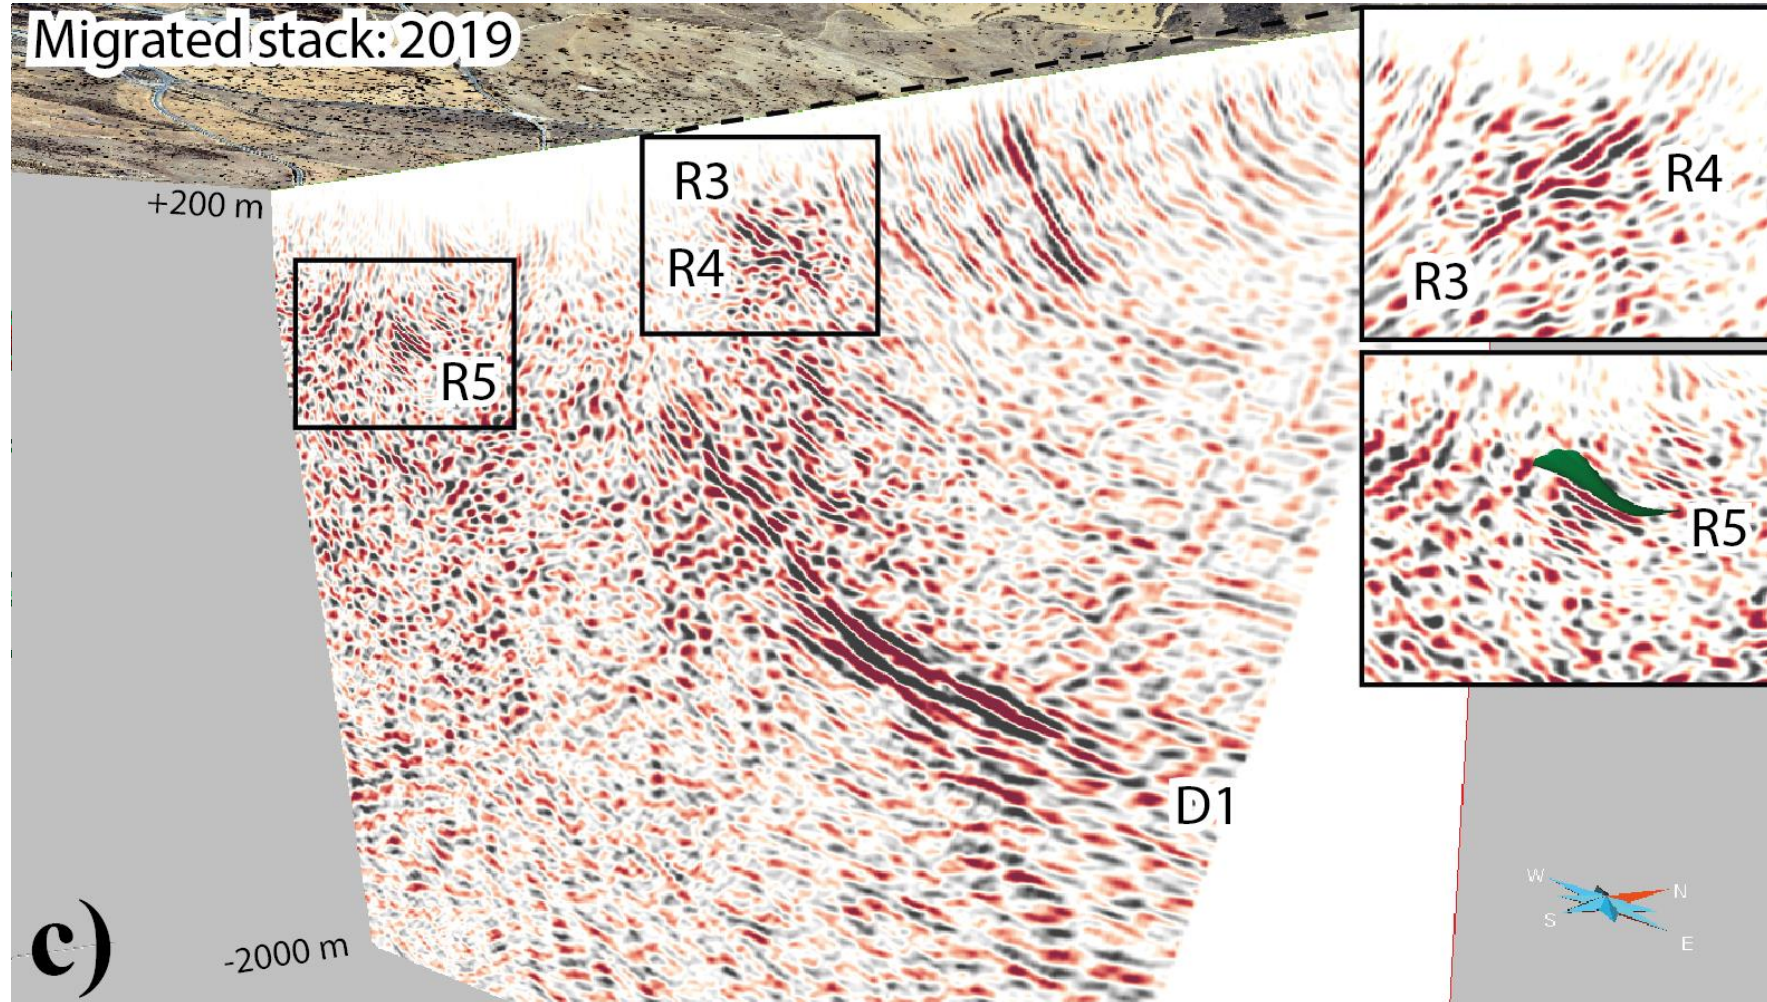 Migrated stack: 2019
+200 m
R3
R4
R5
R4
R3
R5
D1
W
N
S
E
c)
-2000 m